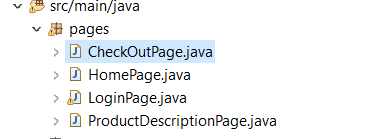 src/main/java
pages
CheckOutPage.java
HomePage.java
LoginPage.java
ProductDescriptionPage.java